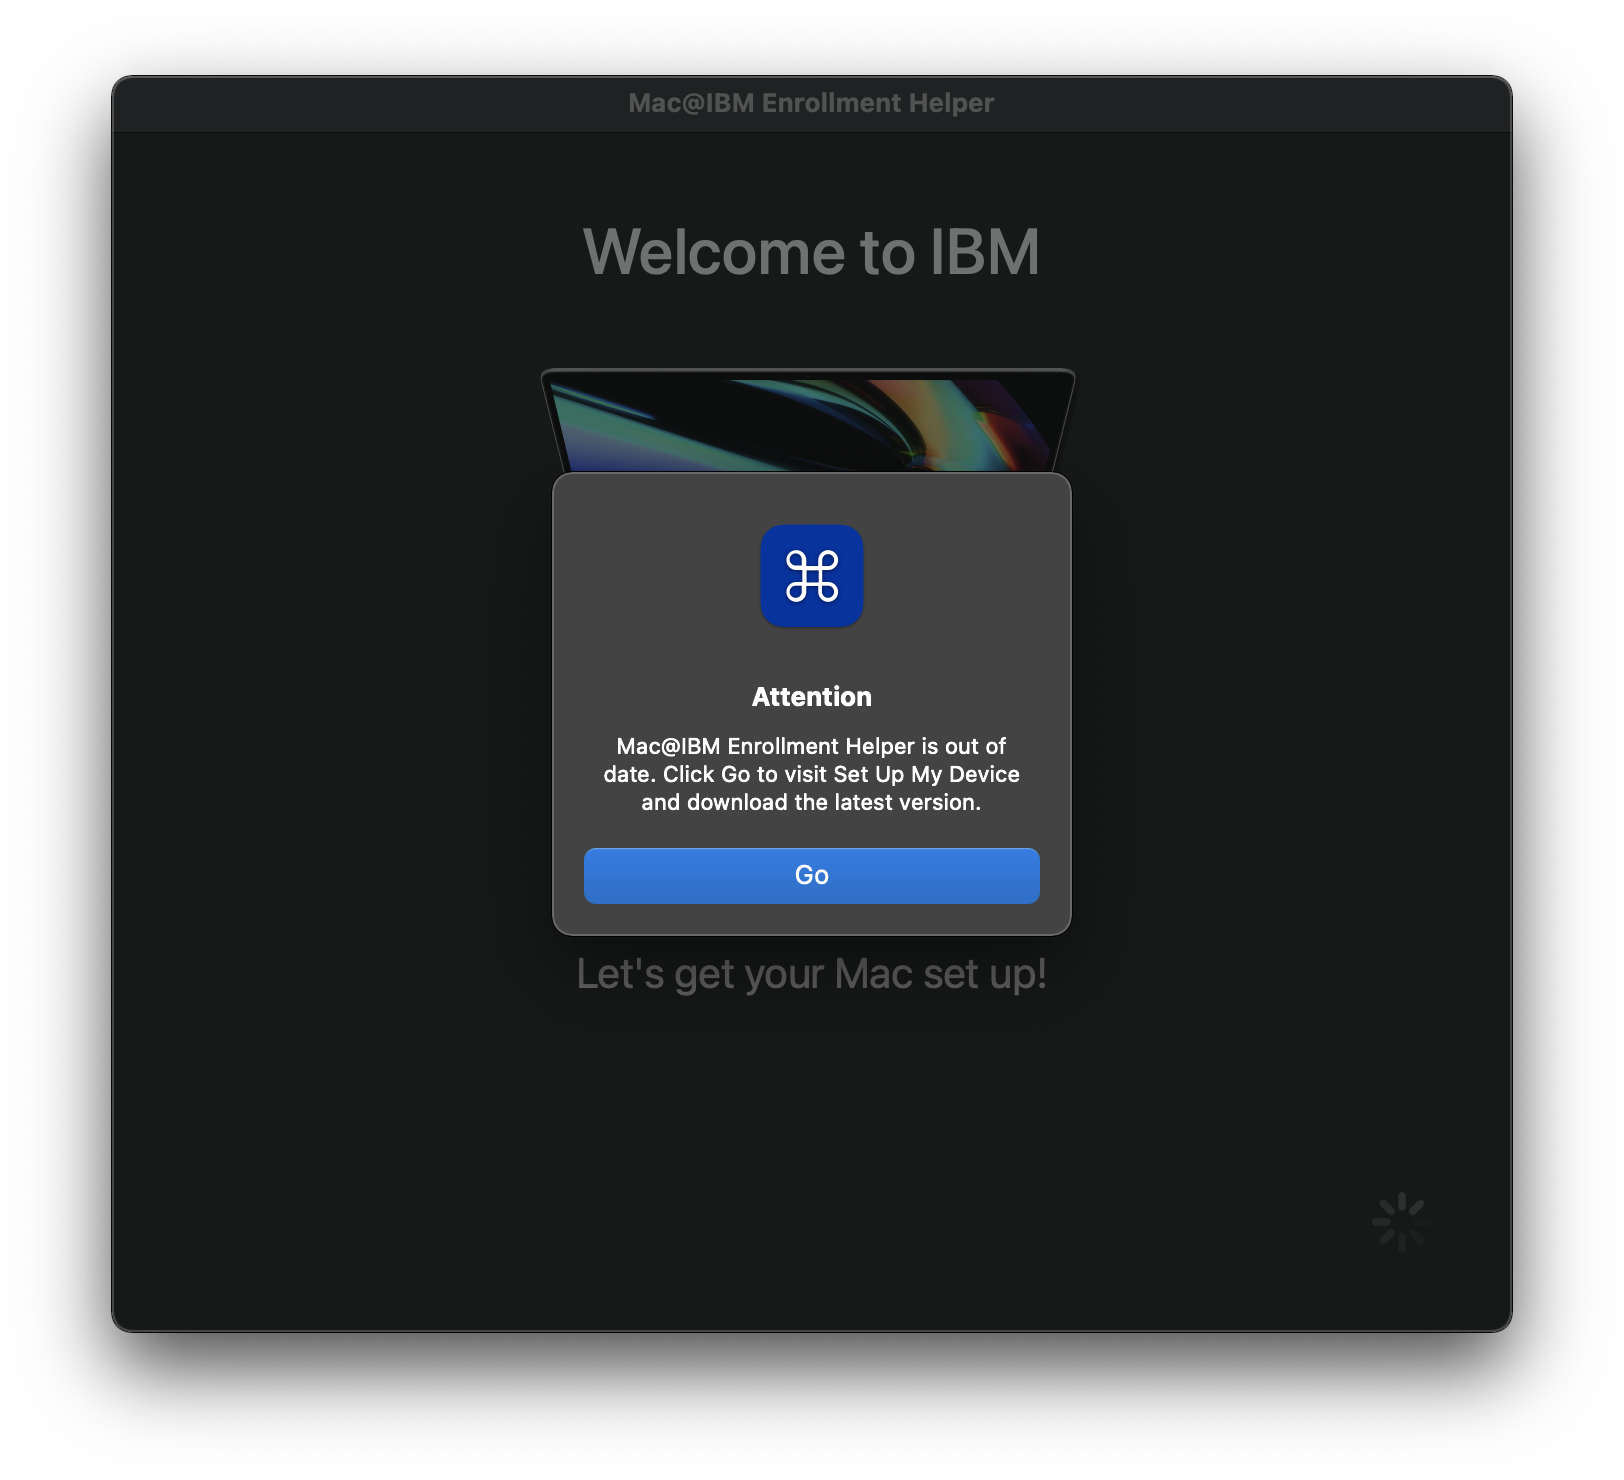 Mac@IBM Enrollment Helper
Welcome to IBM
Attention
Mac@IBM Enrollment Helper is out of
date. Click Go to visit Set Up My Device
and download the latest version.
Go
Let's get your Mac set up!